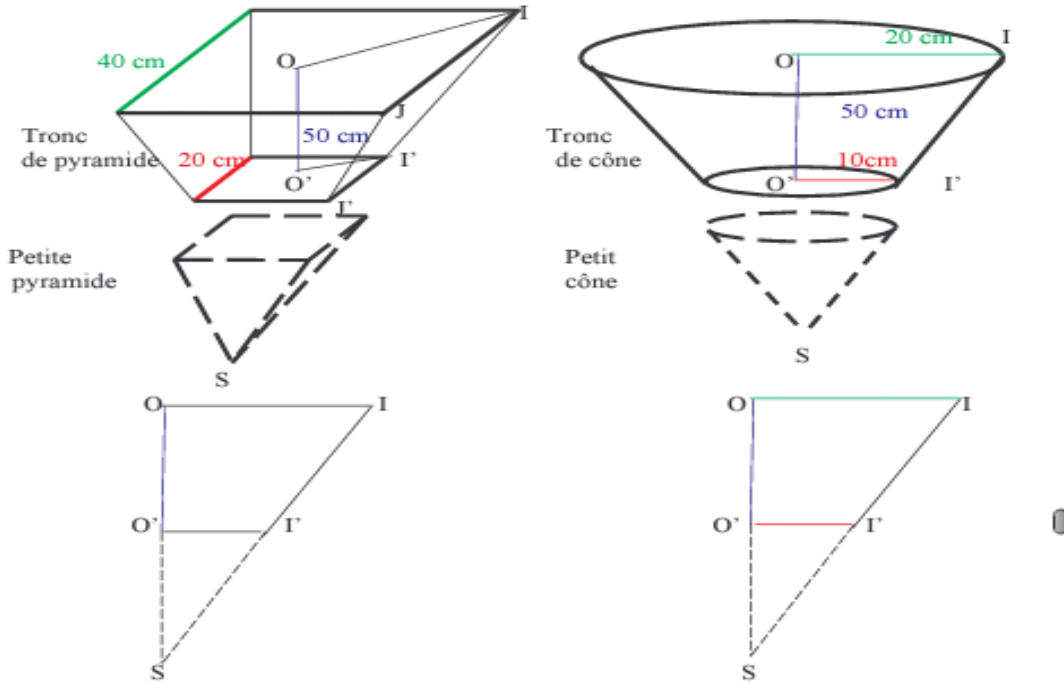 I
40 cm
O
J
Tronc
de pyramide
50 cm
20 cm
I'
O'
I'
Petite
pyramide
S
20 cm
I
O
50 cm
Tronc
de cône
10cm
O'
I'
Petit
cône
S
O
I
O'
I'
S
O
I
O'
I'
S